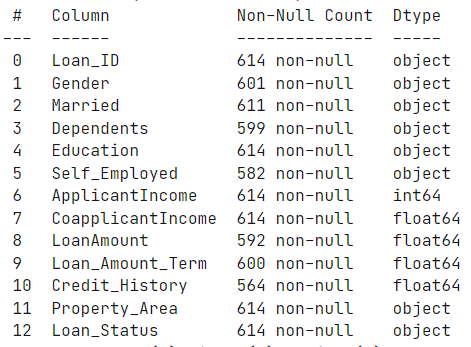 #   Column             Non-Null Count  Dtype
---  ------             --------------  -----
0   Loan_ID            614 non-null    object
1   Gender             601 non-null    object
2   Married            611 non-null    object
3   Dependents         599 non-null    object
4   Education          614 non-null    object
5   Self_Employed      582 non-null    object
6   ApplicantIncome    614 non-null    int64
7   CoapplicantIncome  614 non-null    float64
8   LoanAmount         592 non-null    float64
9   Loan_Amount_Term   600 non-null    float64
10  Credit_History     564 non-null    float64
11  Property_Area      614 non-null    object
12  Loan_Status        614 non-null    object